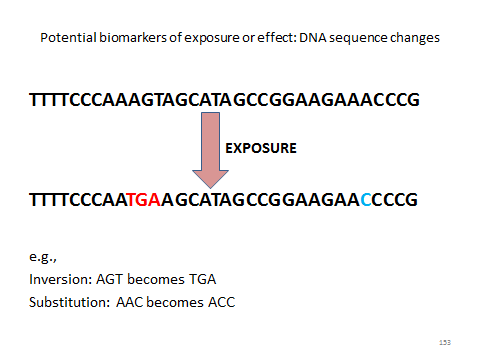 Potential biomarkers of exposure or effect: DNA sequence changes
TTTTCCCAAAGTAGCATAGCCGGAAGAAACCCG
EXPOSURE
TTTTCCCAATGAAGCATAGCCGGAAGAACCCCG
e.g.,
Inversion: AGT becomes TGA
Substitution: AAC becomes ACC
153